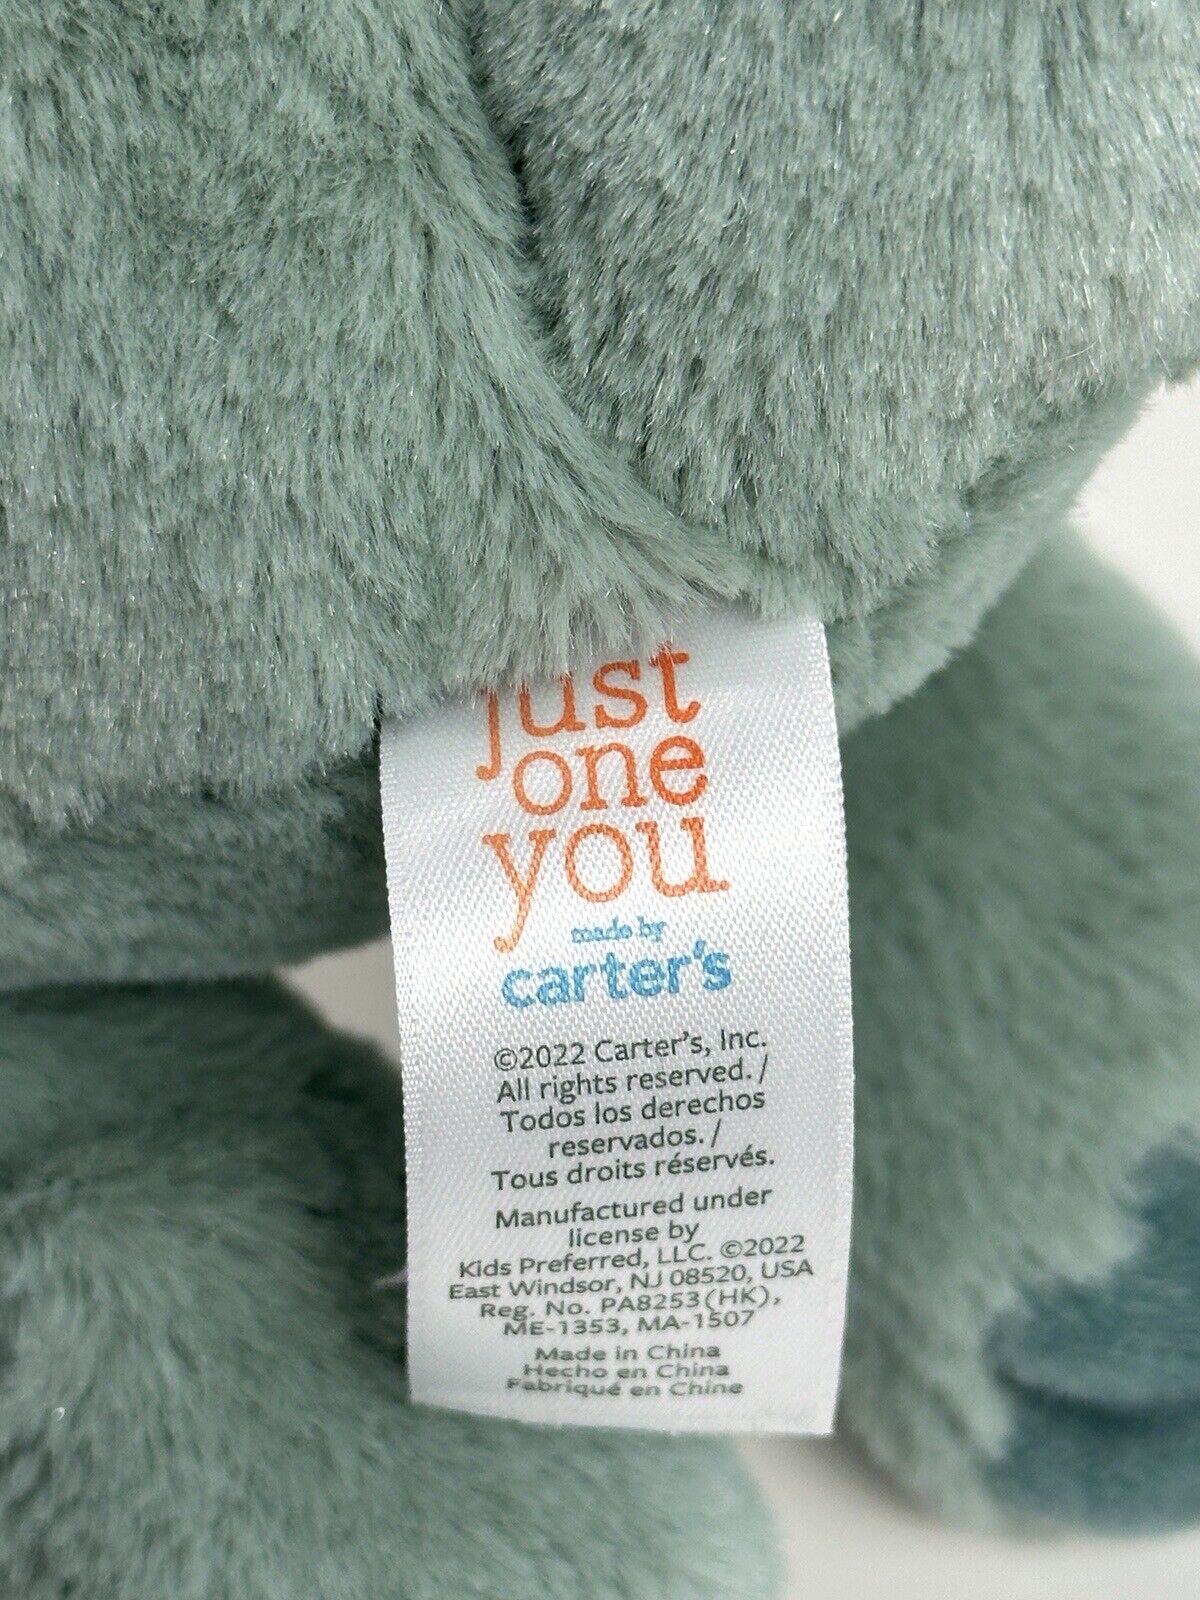 just
one
you
made by
carter's
©2022 Carter's, Inc.
All rights reserved. /
Todos los derechos
reservados. /
Tous droits réservés.
Manufactured under
license by
Kids Preferred, LLC. ©2022
East Windsor, NJ 08520, USA
Reg. No. PA8253(HK),
ME-1353, MA-1507
Made in China
Hecho en China
Fabriqué en Chine